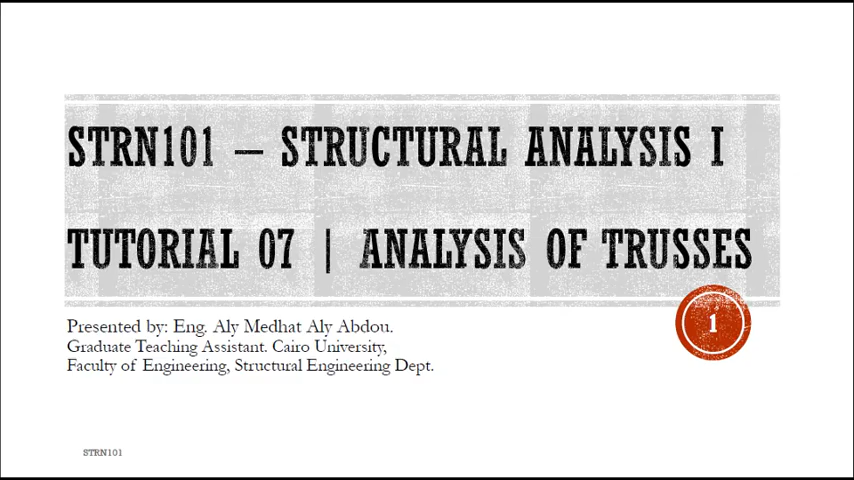 STRN101 – STRUCTURAL ANALYSIS I
TUTORIAL 07 | ANALYSIS OF TRUSSES
1
Presented by: Eng. Aly Medhat Aly Abdou.
Graduate Teaching Assistant. Cairo University,
Faculty of Engineering, Structural Engineering Dept.
STRN101